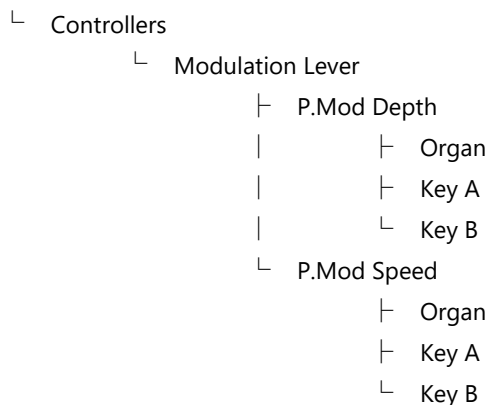 └ Controllers
└ Modulation Lever
├ P.Mod Depth
│ ├ Organ
│ ├ Key A
│ └ Key B
└ P.Mod Speed
├ Organ
├ Key A
└ Key B